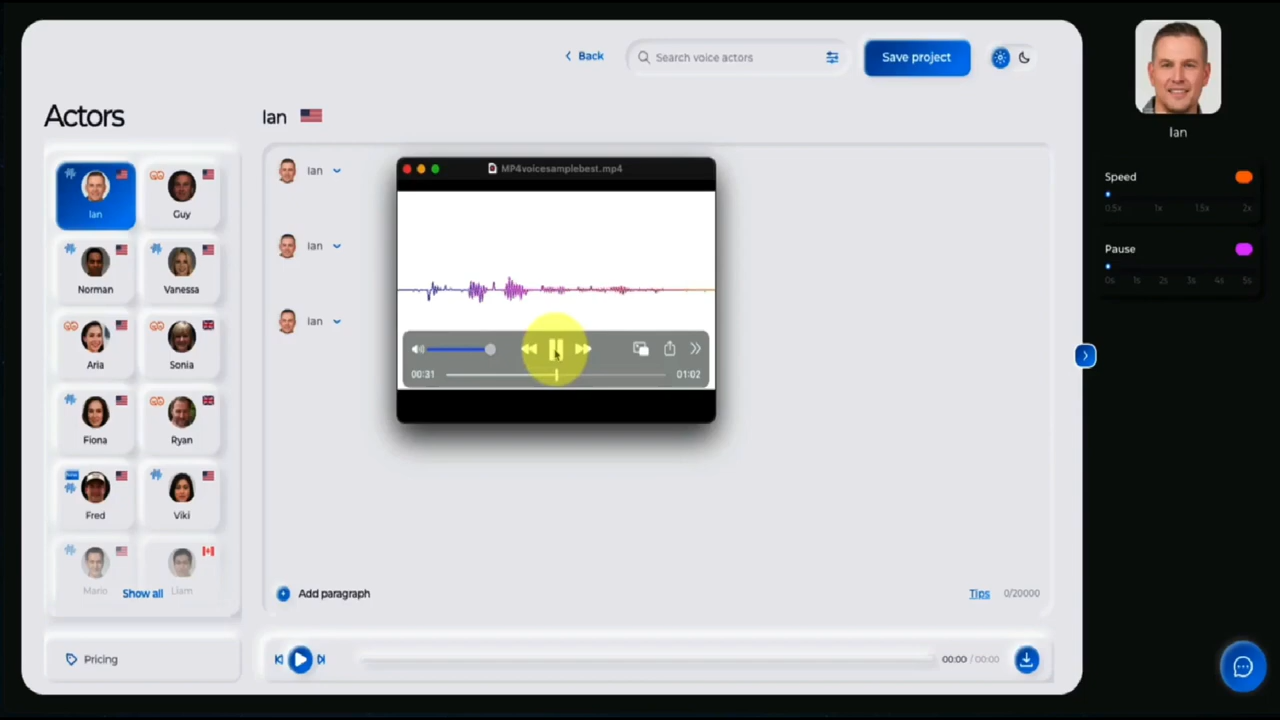 Back
Search voice actors
Save project
Ian
Actors
Ian
Ian
Guy
Norman
Vanessa
Aria
Sonia
Fiona
Ryan
Fred
Viki
Mario
Show all
Liam
Pricing
Ian
Ian
Ian
MP4voicesamplebest.mp4
00:31
01:02
Add paragraph
Tips
0/20000
00:00 / 00:00
Speed
0.5x 1x 1.5x 2x
Pause
0s 1s 2s 3s 4s 5s